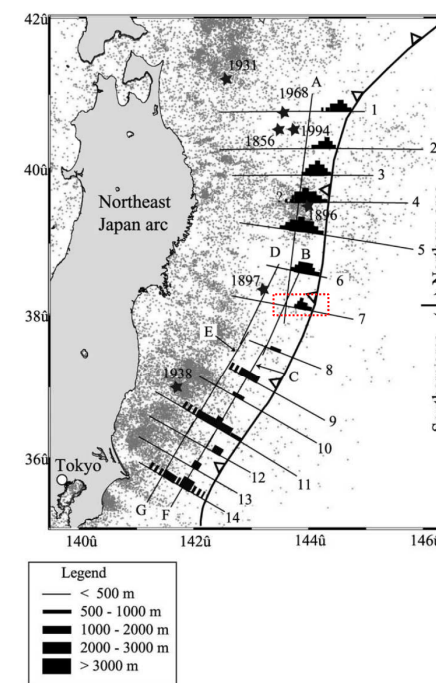 42û
1931
A
1968
1
1856
1994
2
40û
3
Northeast
Japan arc
2
4
1896
5
D
B
1897
6
38û
7
E
8
1938
C
9
10
36û
Tokyo
11
12
13
G
F
14
140û
142û
144û
146
Legend
< 500 m
500 - 1000 m
1000 - 2000 m
2000 - 3000 m
> 3000 m